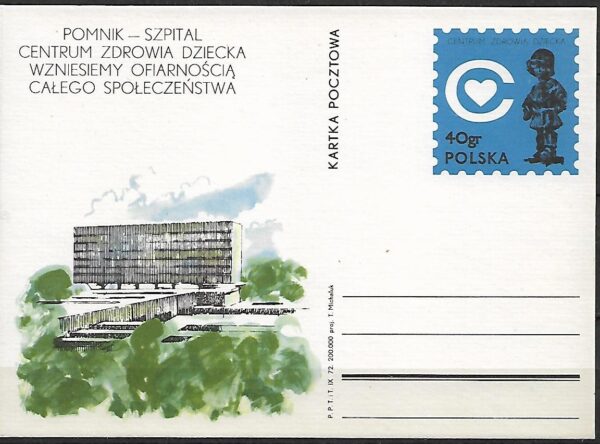 POMNIK – SZPITAL
CENTRUM ZDROWIA DZIECKA
WZNIESIEMY OFIARNOŚCIĄ
CAŁEGO SPOŁECZEŃSTWA
KARTKA POCZTOWA
CENTRUM ZDROWIA DZIECKA
40gr
POLSKA
P. P. T. i T. IX 72. 200.000 proj. T. Michaluk